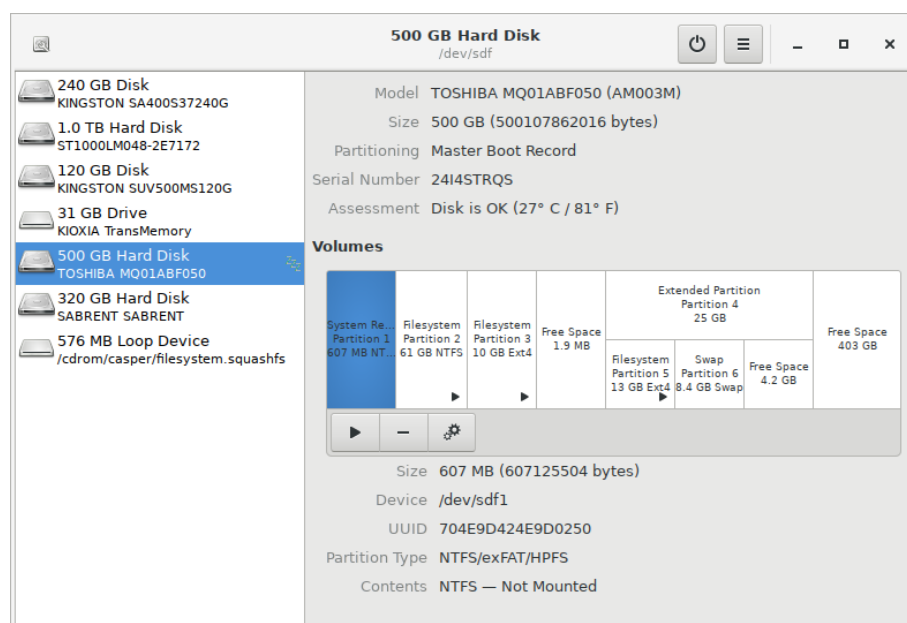 500 GB Hard Disk
/dev/sdf
240 GB Disk
KINGSTON SA400S37240G
1.0 TB Hard Disk
ST1000LM048-2E7172
120 GB Disk
KINGSTON SUV500MS120G
31 GB Drive
KIOXIA TransMemory
500 GB Hard Disk
TOSHIBA MQ01ABF050
320 GB Hard Disk
SABRENT SABRENT
576 MB Loop Device
/cdrom/casper/filesystem.squashfs
Model TOSHIBA MQ01ABF050 (AM003M)
Size 500 GB (500107862016 bytes)
Partitioning Master Boot Record
Serial Number 24I4STRQS
Assessment Disk is OK (27° C / 81° F)
Volumes
System Re...
Partition 1
607 MB NT...
Filesystem
Partition 2
61 GB NTFS
Filesystem
Partition 3
10 GB Ext4
Free Space
1.9 MB
Extended Partition
Partition 4
25 GB
Filesystem
Partition 5
13 GB Ext4
Swap
Partition 6
8.4 GB Swap
Free Space
4.2 GB
Free Space
403 GB
Size 607 MB (607125504 bytes)
Device /dev/sdf1
UUID 704E9D424E9D0250
Partition Type NTFS/exFAT/HPFS
Contents NTFS — Not Mounted